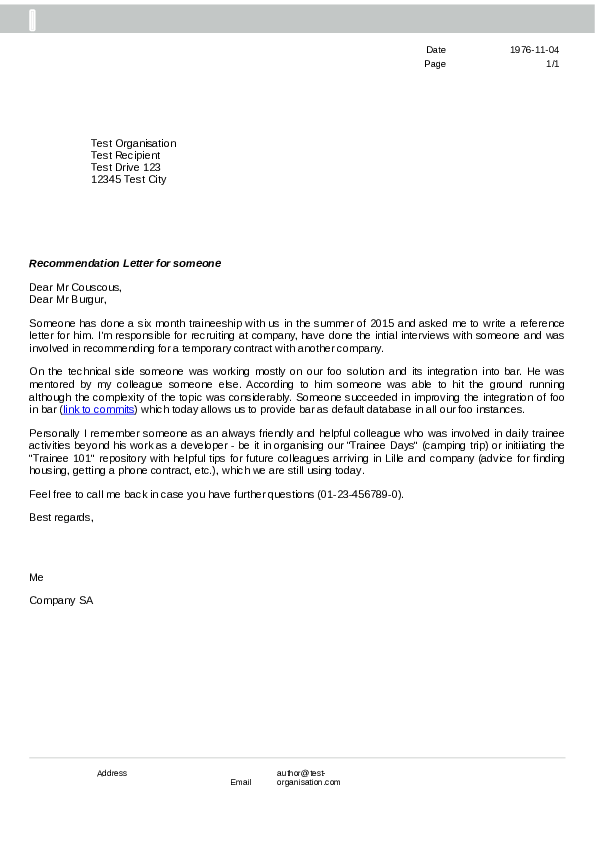 Date 1976-11-04
Page 1/1
Test Organisation
Test Recipient
Test Drive 123
12345 Test City
Recommendation Letter for someone
Dear Mr Couscous,
Dear Mr Burgur,
Someone has done a six month traineeship with us in the summer of 2015 and asked me to write a reference
letter for him. I'm responsible for recruiting at company, have done the intial interviews with someone and was
involved in recommending for a temporary contract with another company.
On the technical side someone was working mostly on our foo solution and its integration into bar. He was
mentored by my colleague someone else. According to him someone was able to hit the ground running
although the complexity of the topic was considerably. Someone succeeded in improving the integration of foo
in bar (link to commits) which today allows us to provide bar as default database in all our foo instances.
Personally I remember someone as an always friendly and helpful colleague who was involved in daily trainee
activities beyond his work as a developer - be it in organising our "Trainee Days" (camping trip) or initiating the
"Trainee 101" repository with helpful tips for future colleagues arriving in Lille and company (advice for finding
housing, getting a phone contract, etc.), which we are still using today.
Feel free to call me back in case you have further questions (01-23-456789-0).
Best regards,
Me
Company SA
Address
Email author@test-
organisation.com